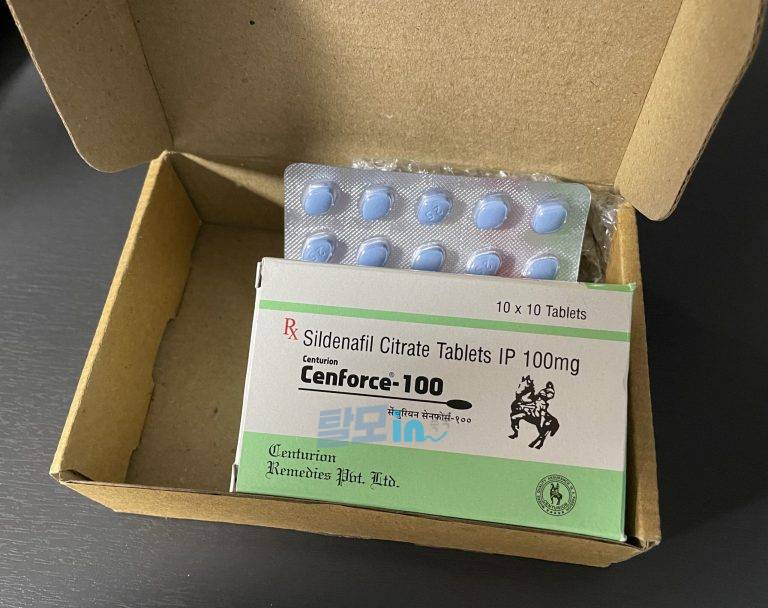 10 x 10 Tablets
Rx Sildenafil Citrate Tablets IP 100mg
Centurion
Cenforce®-100
सेंचुरियन सेनफोर्स-१००
탈모in
Centurion
Remedies Pvt. Ltd.